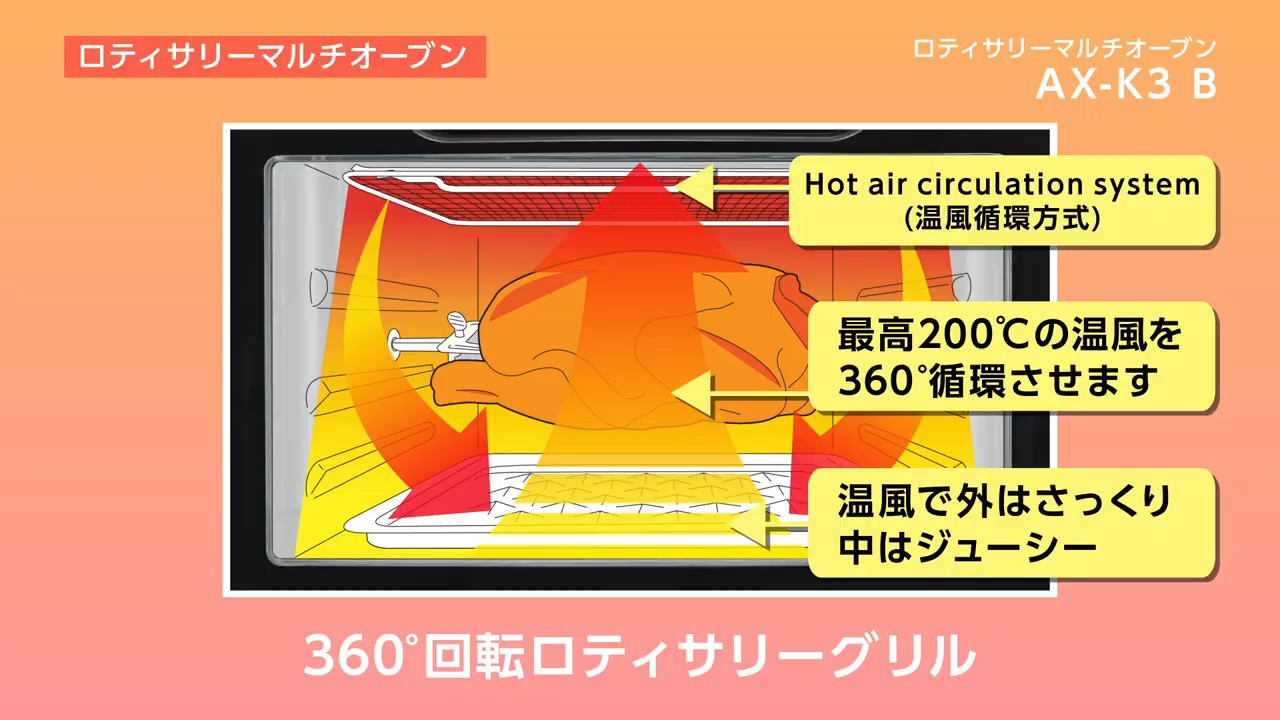 ロティサリーマルチオーブン
ロティサリーマルチオーブン
AX-K3 B
Hot air circulation system
(温風循環方式)
最高200℃の温風を
360°循環させます
温風で外はさっくり
中はジューシー
360°回転ロティサリーグリル